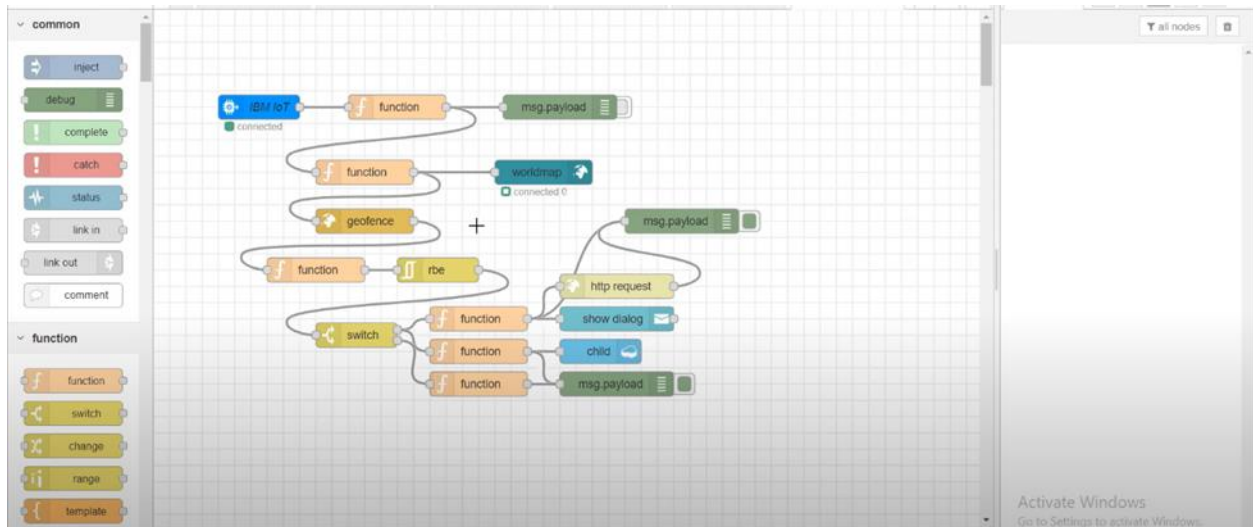 common
all nodes
inject
debug
complete
catch
status
link in
link out
comment
function
function
switch
change
range
template
IBM IoT
connected
function
msg.payload
function
worldmap
connected 0
geofence
msg.payload
function
rbe
http request
function
show dialog
switch
function
child
function
msg.payload
Activate Windows
Go to Settings to activate Windows.